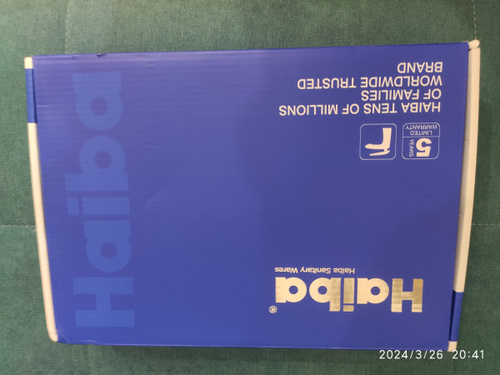 Haiba®
Haiba Sanitary Wares
5
YEARS
LIMITED
WARRANTY
HAIBA TENS OF MILLIONS
OF FAMILIES
WORLDWIDE TRUSTED
BRAND
Haiba
2024/3/26 20:41